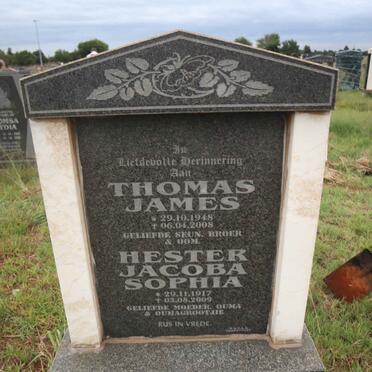 In
Liefdevolle Herinnering
Aan
THOMAS
JAMES
* 29.10.1948
† 06.04.2008
GELIEFDE SEUN, BROER
& OOM.
HESTER
JACOBA
SOPHIA
* 29.11.1917
† 03.08.2009
GELIEFDE MOEDER, OUMA
& OUMAGROOTJIE
RUS IN VREDE.